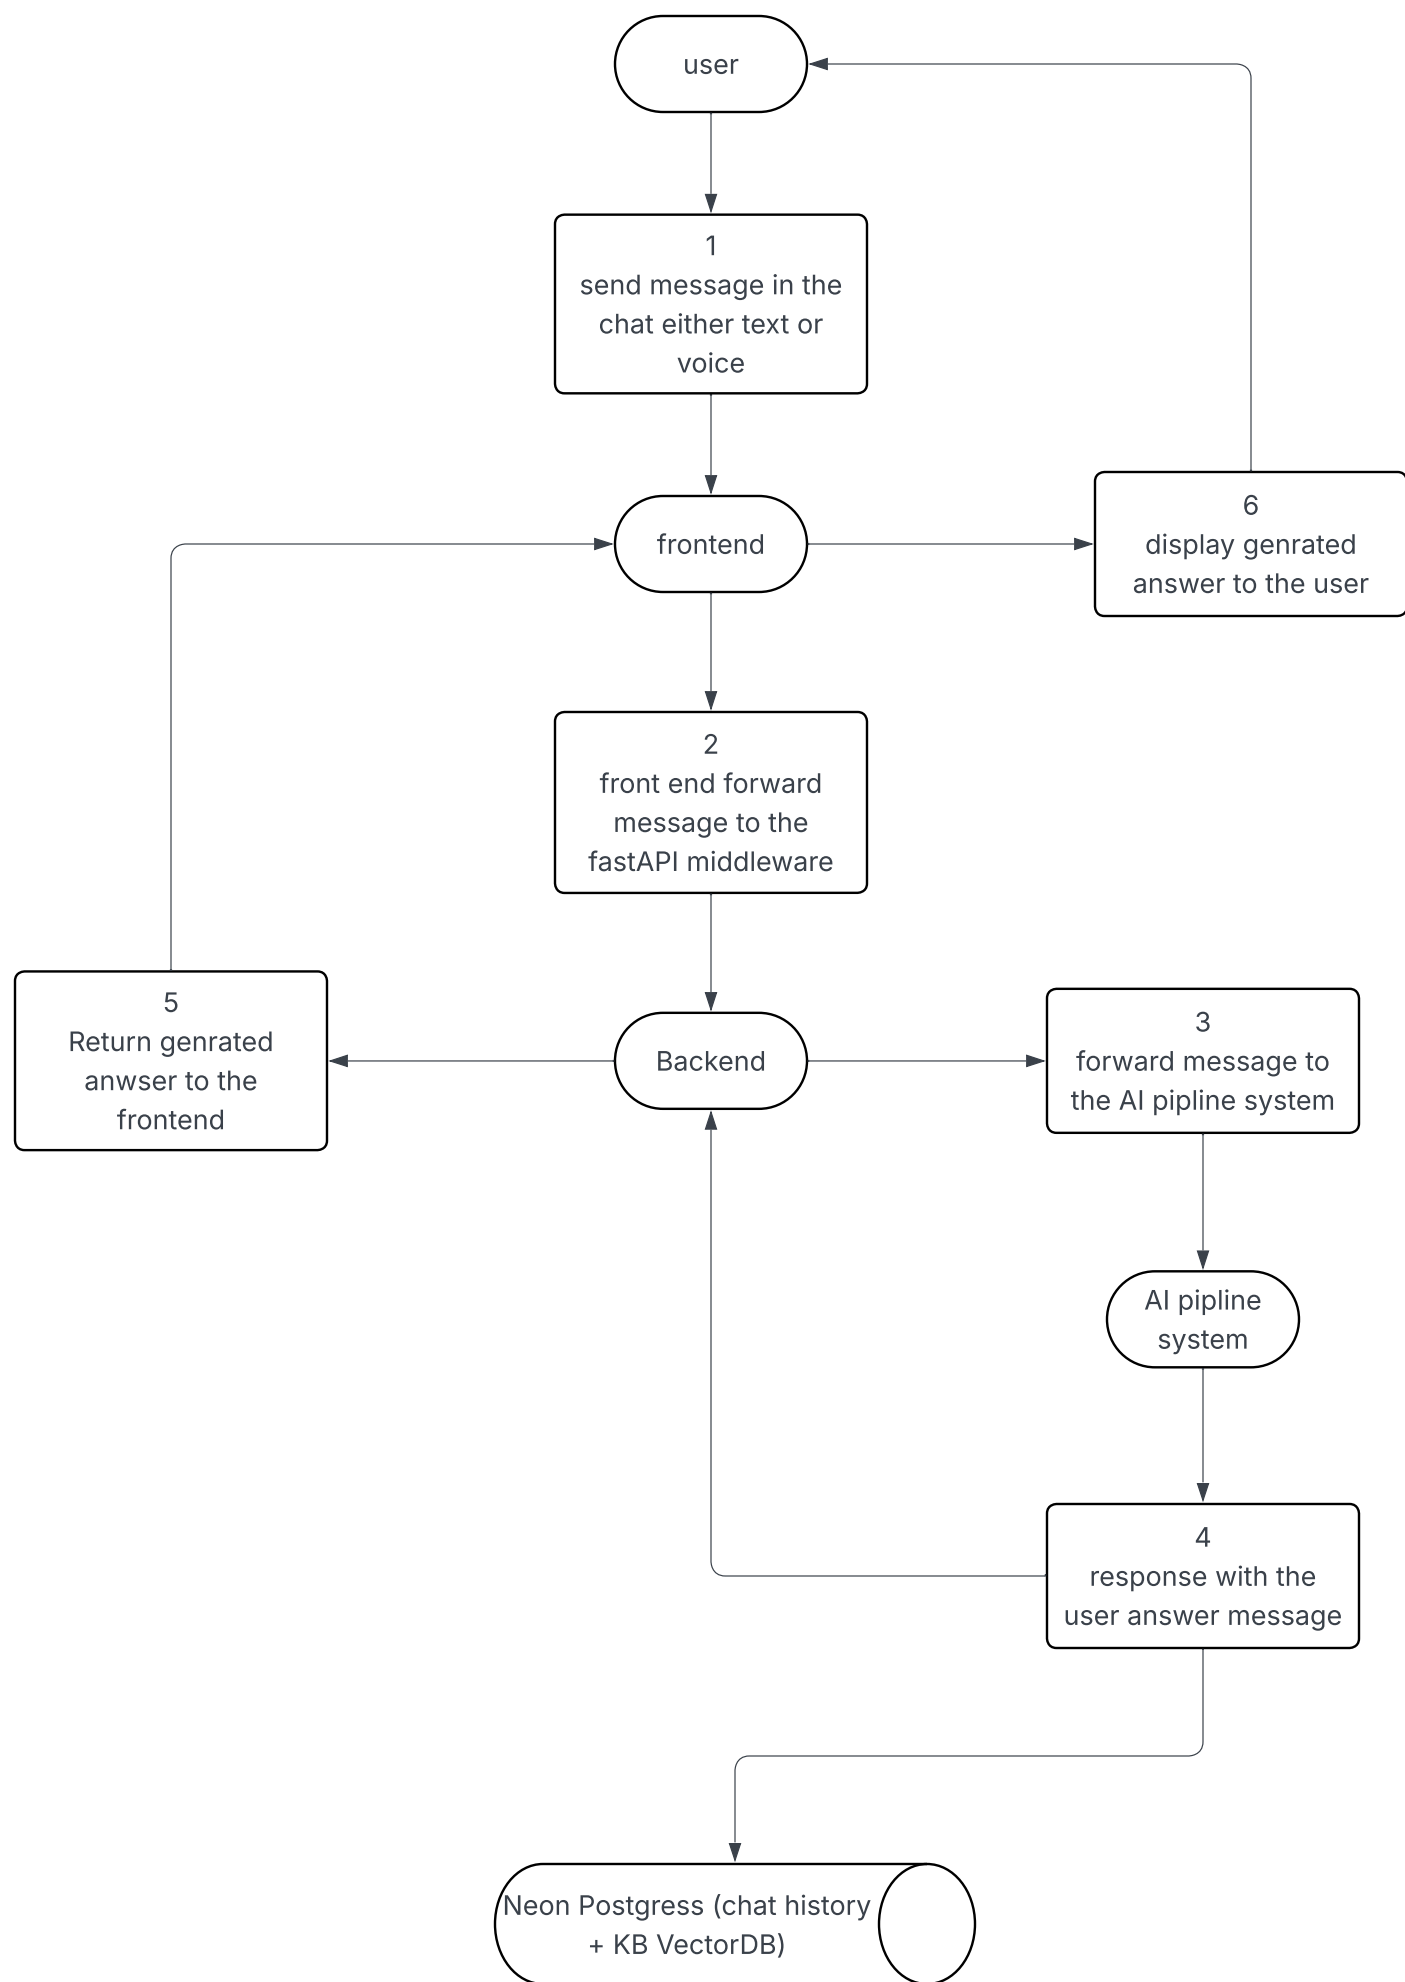 user
1
send message in the
chat either text or
voice
frontend
6
display genrated
answer to the user
2
front end forward
message to the
fastAPI middleware
5
Return genrated
anwser to the
frontend
Backend
3
forward message to
the AI pipline system
AI pipline
system
4
response with the
user answer message
Neon Postgress (chat history
+ KB VectorDB)